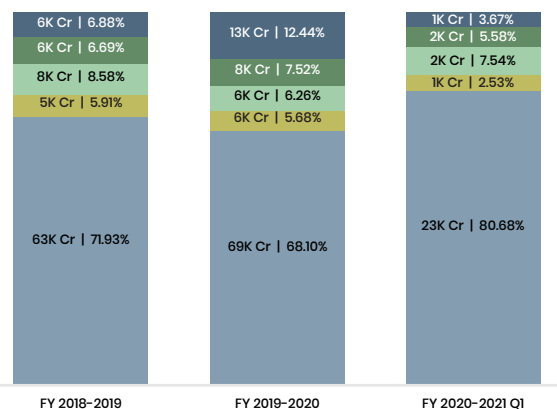 6K Cr | 6.88%
6K Cr | 6.69%
8K Cr | 8.58%
5K Cr | 5.91%
63K Cr | 71.93%
FY 2018-2019
13K Cr | 12.44%
8K Cr | 7.52%
6K Cr | 6.26%
6K Cr | 5.68%
69K Cr | 68.10%
FY 2019-2020
1K Cr | 3.67%
2K Cr | 5.58%
2K Cr | 7.54%
1K Cr | 2.53%
23K Cr | 80.68%
FY 2020-2021 Q1